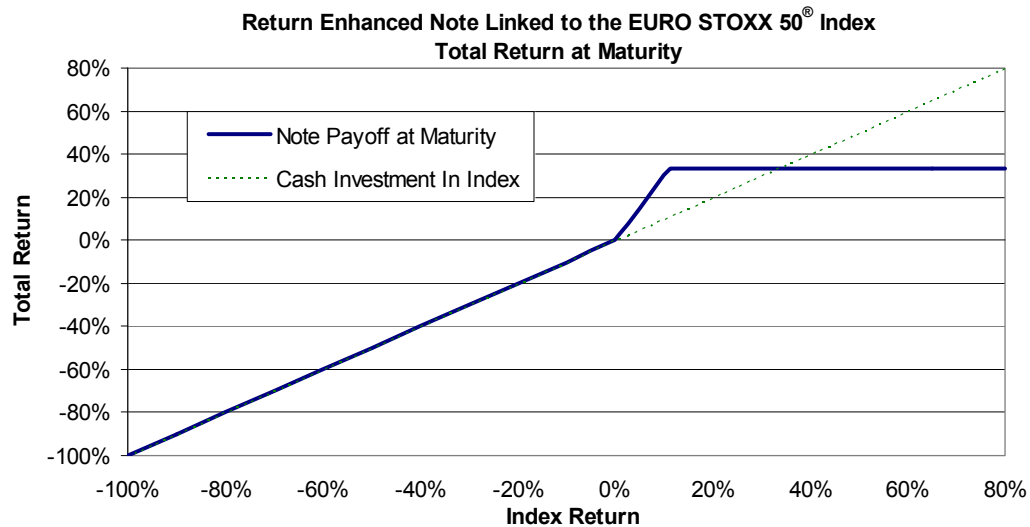 Return Enhanced Note Linked to the EURO STOXX 50® Index
Total Return at Maturity
80%
60%
40%
20%
0%
-20%
-40%
-60%
-80%
-100%
Total Return
Note Payoff at Maturity
Cash Investment In Index
-100% -80% -60% -40% -20% 0% 20% 40% 60% 80%
Index Return